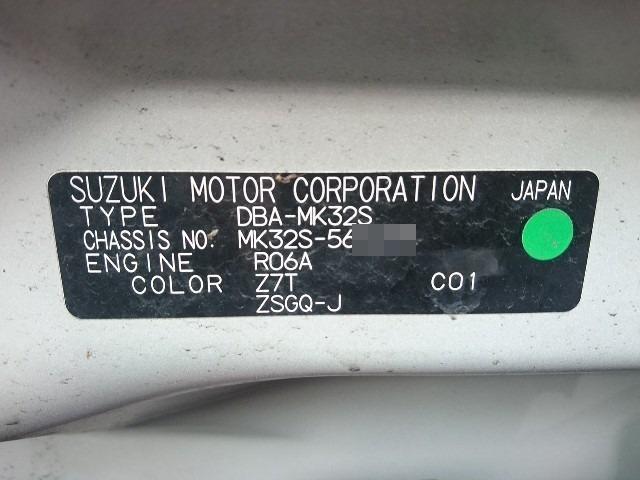 SUZUKI MOTOR CORPORATION JAPAN
TYPE DBA-MK32S
CHASSIS NO. MK32S-56
ENGINE R06A
COLOR Z7T C01
ZSGQ-J